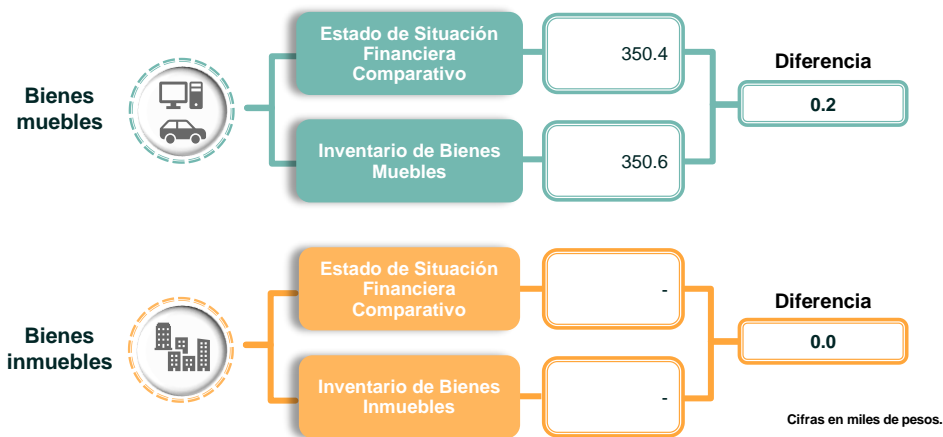 Bienes
muebles
Estado de Situación
Financiera
Comparativo
350.4
Inventario de Bienes
Muebles
350.6
Diferencia
0.2
Bienes
inmuebles
Estado de Situación
Financiera
Comparativo
-
Inventario de Bienes
Inmuebles
-
Diferencia
0.0
Cifras en miles de pesos.